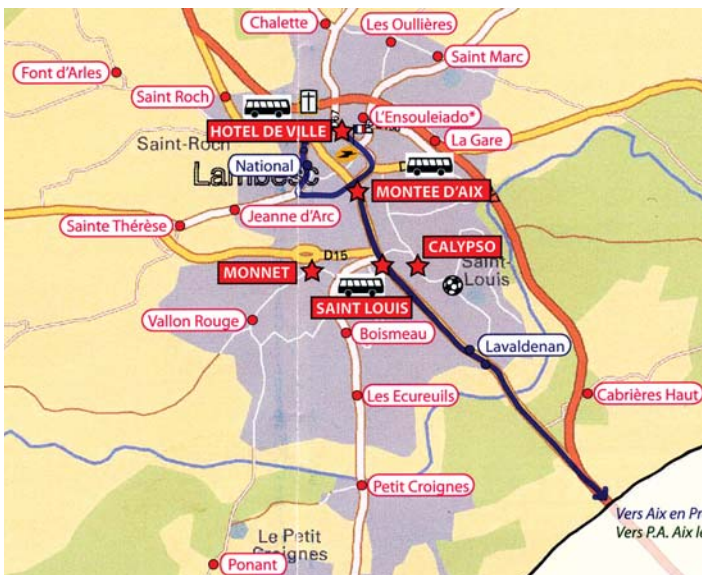 Chalette
Les Oullières
Saint Marc
Font d'Arles
Saint Roch
L'Ensouleiado*
HOTEL DE VILLE
La Gare
Saint-Roch
National
Lambesc
MONTEE D'AIX
Jeanne d'Arc
Sainte Thérèse
D15
CALYPSO
MONNET
Saint-
Louis
SAINT LOUIS
Vallon Rouge
Boismeau
Lavaldenan
Les Ecureuils
Cabrières Haut
Petit Croignes
Vers Aix en Pr
Vers P.A. Aix le
Le Petit
Croignes
Ponant